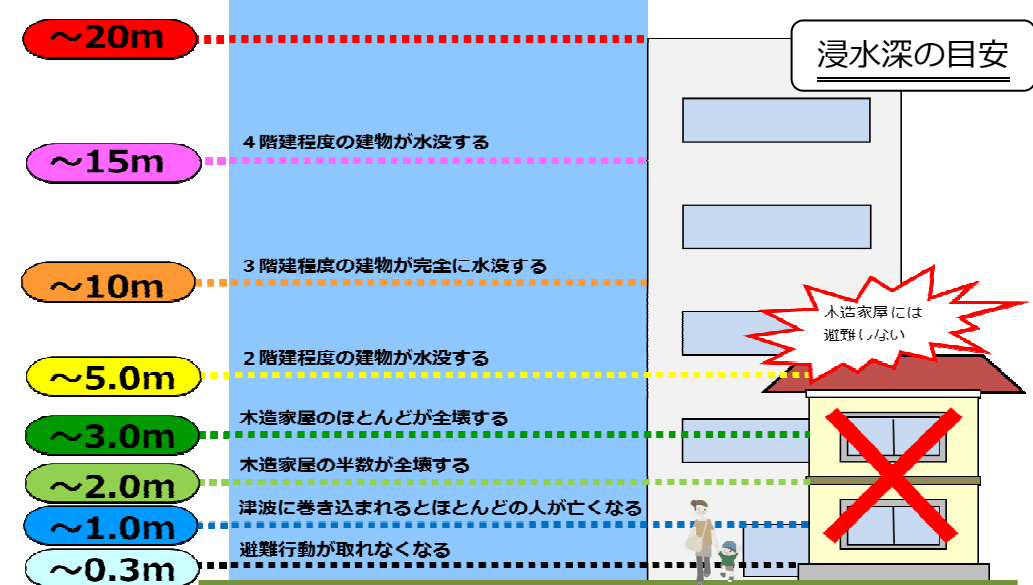 浸水深の目安
～20m
４階建程度の建物が水没する
～15m
３階建程度の建物が完全に水没する
～10m
木造家屋には
避難しない
２階建程度の建物が水没する
～5.0m
木造家屋のほとんどが全壊する
～3.0m
木造家屋の半数が全壊する
～2.0m
津波に巻き込まれるとほとんどの人が亡くなる
～1.0m
避難行動が取れなくなる
～0.3m